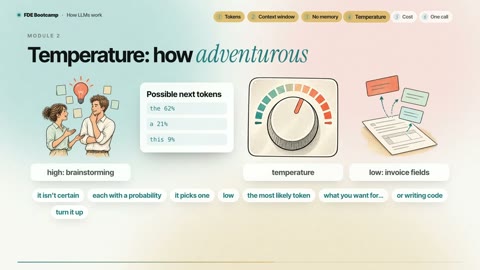 FDE Bootcamp · How LLMs work
Tokens
Context window
No memory
Temperature
Cost
One call
MODULE 2
Temperature: how adventurous
Possible next tokens
the 62%
a 21%
this 9%
high: brainstorming
temperature
low: invoice fields
it isn't certain
each with a probability
it picks one
low
the most likely token
what you want for...
or writing code
turn it up